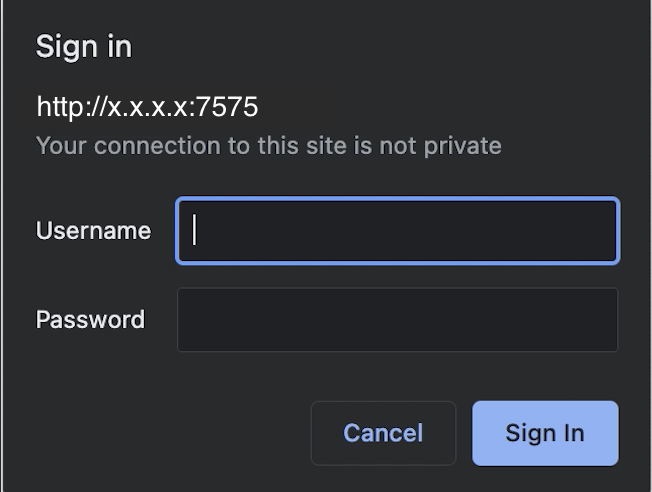 Sign in
http://x.x.x.x:7575
Your connection to this site is not private
Username
Password
Cancel Sign In